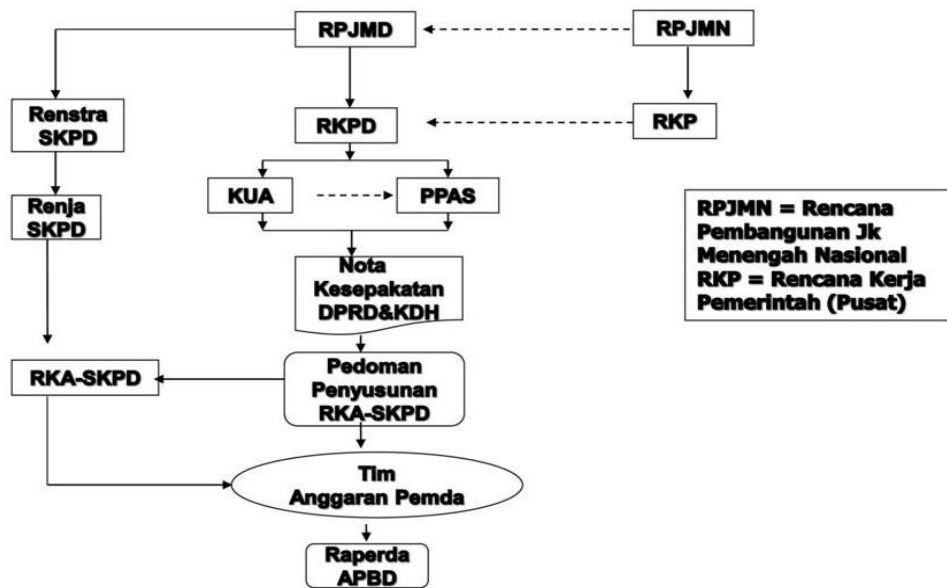 RPJMD
RPJMN
Renstra
SKPD
RKPD
RKP
Renja
SKPD
KUA
PPAS
RPJMN = Rencana
Pembangunan Jk
Menengah Nasional
RKP = Rencana Kerja
Pemerintah (Pusat)
Nota
Kesepakatan
DPRD&KDH
RKA-SKPD
Pedoman
Penyusunan
RKA-SKPD
Tim
Anggaran Pemda
Raperda
APBD